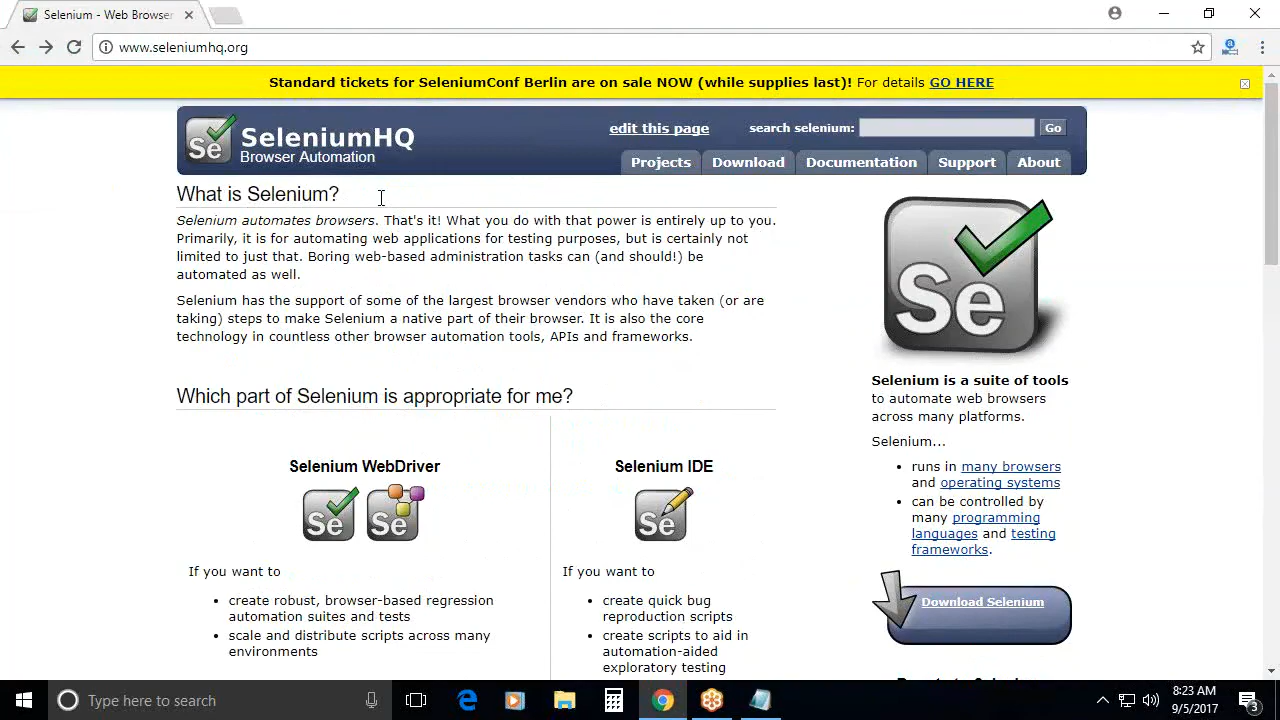 Selenium - Web Browser
www.seleniumhq.org
Standard tickets for SeleniumConf Berlin are on sale NOW (while supplies last)! For details GO HERE
Se
SeleniumHQ
Browser Automation
edit this page
search selenium:
Go
Projects
Download
Documentation
Support
About
What is Selenium?
Selenium automates browsers. That's it! What you do with that power is entirely up to you.
Primarily, it is for automating web applications for testing purposes, but is certainly not
limited to just that. Boring web-based administration tasks can (and should!) be
automated as well.
Selenium has the support of some of the largest browser vendors who have taken (or are
taking) steps to make Selenium a native part of their browser. It is also the core
technology in countless other browser automation tools, APIs and frameworks.
Which part of Selenium is appropriate for me?
Selenium WebDriver
Se
Se
If you want to
• create robust, browser-based regression
automation suites and tests
• scale and distribute scripts across many
environments
Selenium IDE
Se
If you want to
• create quick bug
reproduction scripts
• create scripts to aid in
automation-aided
exploratory testing
Se
Selenium is a suite of tools
to automate web browsers
across many platforms.
Selenium...
• runs in many browsers
and operating systems
• can be controlled by
many programming
languages and testing
frameworks.
Download Selenium
Type here to search
8:23 AM
9/5/2017
3